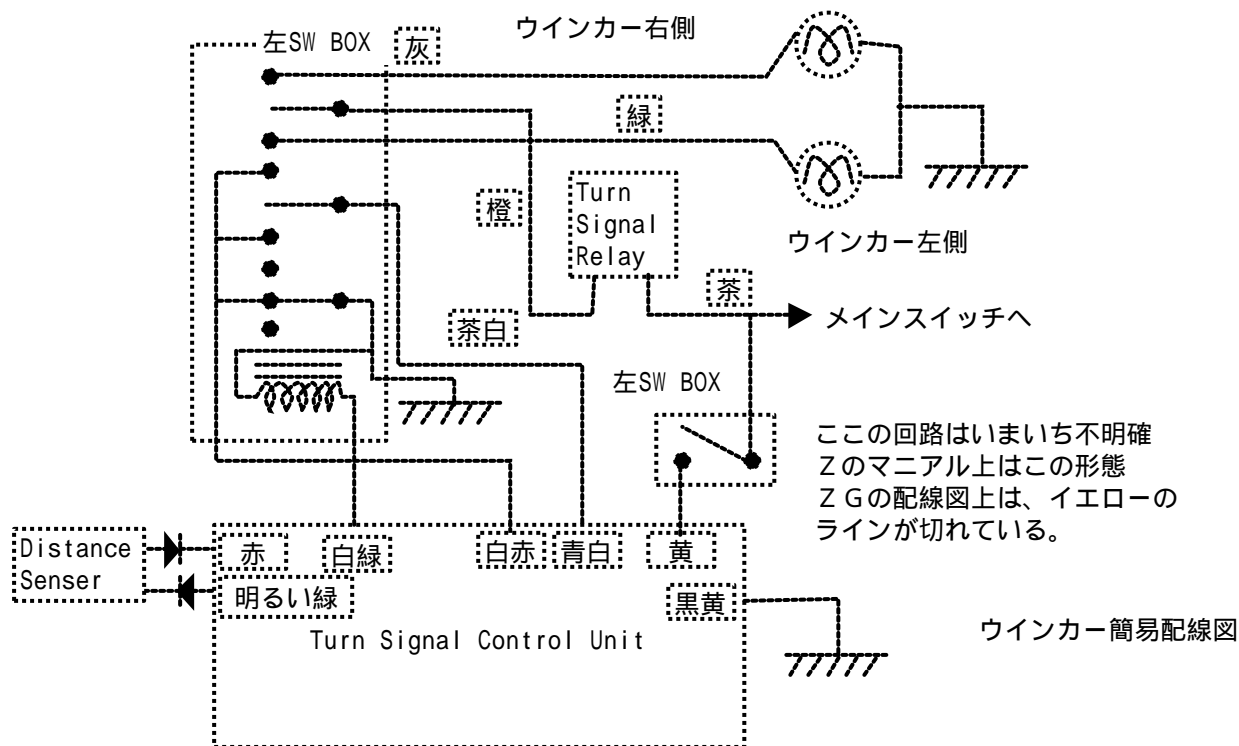 ウインカー右側
左SW BOX
灰
緑
橙
Turn
Signal
Relay
ウインカー左側
茶
メインスイッチへ
茶白
左SW BOX
ここの回路はいまいち不明確
Ｚのマニアル上はこの形態
ＺＧの配線図上は、イエローの
ラインが切れている。
Distance
Senser
赤
白緑
白赤
青白
黄
明るい緑
黒黄
Turn Signal Control Unit
ウインカー簡易配線図